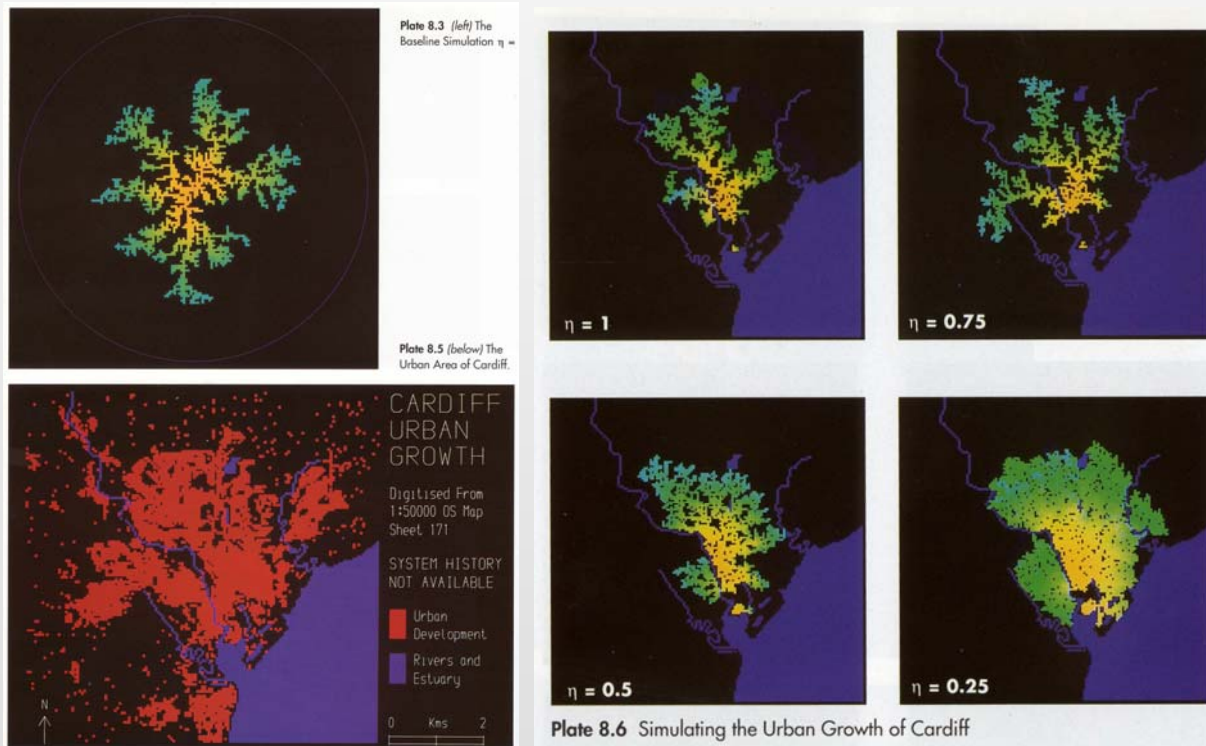 Plate 8.3 (left) The
Baseline Simulation η =
Plate 8.5 (below) The
Urban Area of Cardiff.
CARDIFF
URBAN
GROWTH
Digitised From
1:50000 OS Map
Sheet 171
SYSTEM HISTORY
NOT AVAILABLE
Urban
Development
Rivers and
Estuary
N
0 Kms 2
η = 1
η = 0.75
η = 0.5
η = 0.25
Plate 8.6 Simulating the Urban Growth of Cardiff